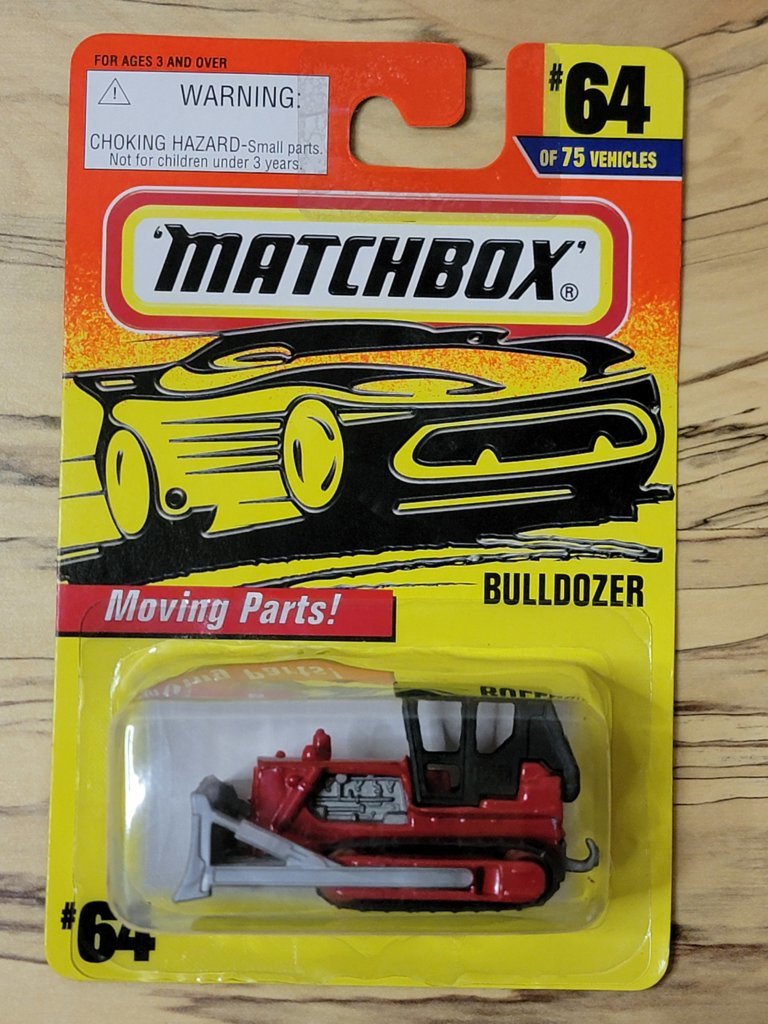 FOR AGES 3 AND OVER
WARNING:
CHOKING HAZARD-Small parts.
Not for children under 3 years.
#64
OF 75 VEHICLES
'MATCHBOX'®
BULLDOZER
Moving Parts!
#64